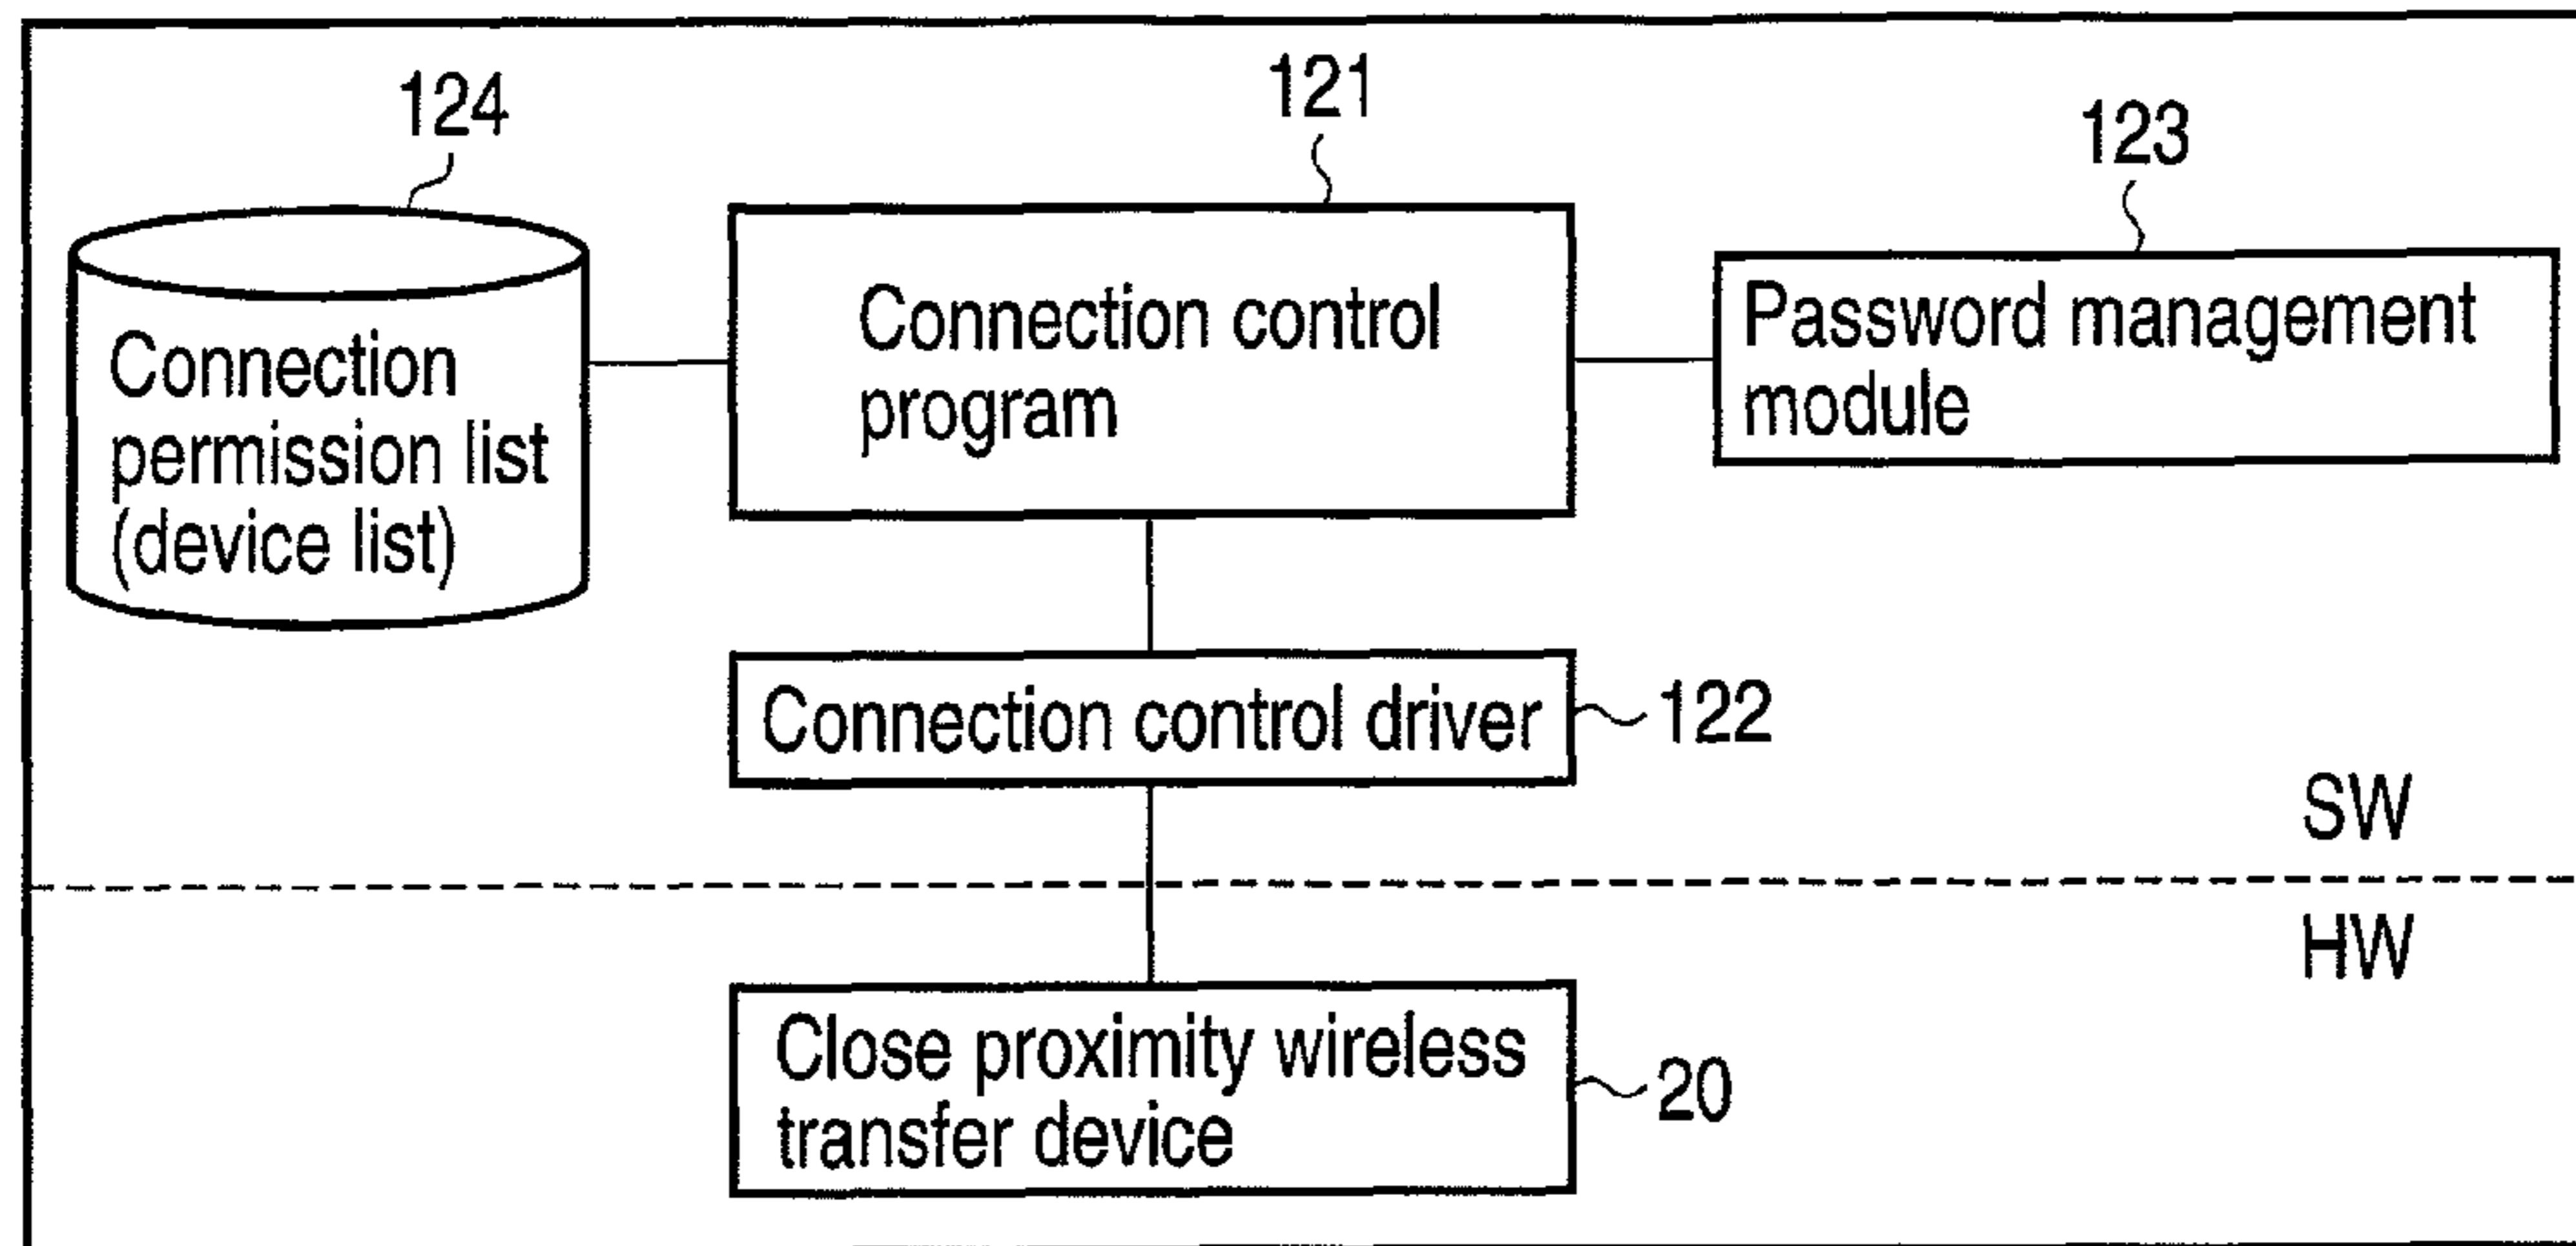 124
121
123
Connection
permission list
(device list)
Connection control
program
Password management
module
Connection control driver
122
SW
HW
Close proximity wireless
transfer device
20